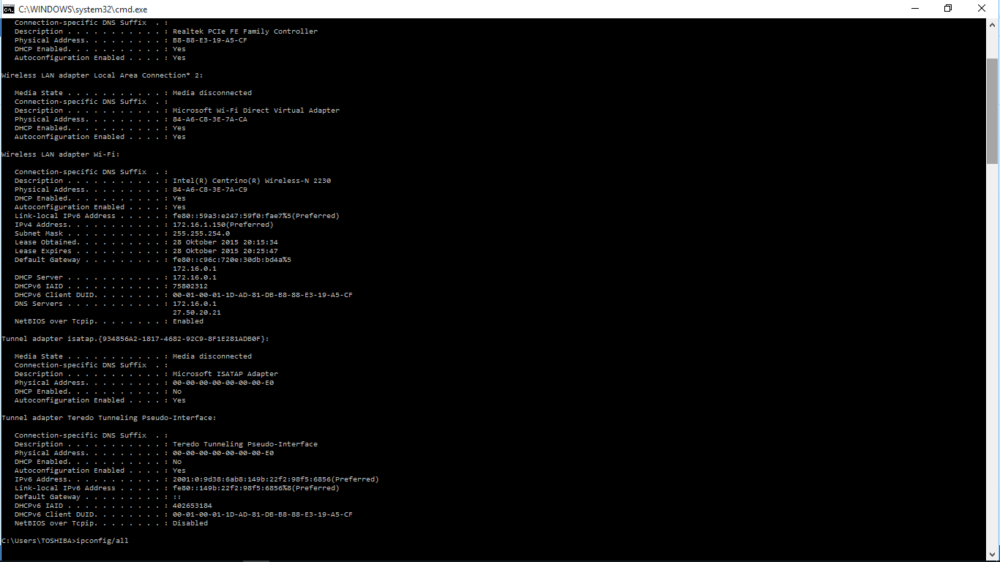 C:\WINDOWS\system32\cmd.exe
   Connection-specific DNS Suffix  . :
   Description . . . . . . . . . . . : Realtek PCIe FE Family Controller
   Physical Address. . . . . . . . . : B8-88-E3-19-A5-CF
   DHCP Enabled. . . . . . . . . . . : Yes
   Autoconfiguration Enabled . . . . : Yes
Wireless LAN adapter Local Area Connection* 2:
   Media State . . . . . . . . . . . : Media disconnected
   Connection-specific DNS Suffix  . :
   Description . . . . . . . . . . . : Microsoft Wi-Fi Direct Virtual Adapter
   Physical Address. . . . . . . . . : 84-A6-C8-3E-7A-CA
   DHCP Enabled. . . . . . . . . . . : Yes
   Autoconfiguration Enabled . . . . : Yes
Wireless LAN adapter Wi-Fi:
   Connection-specific DNS Suffix  . :
   Description . . . . . . . . . . . : Intel(R) Centrino(R) Wireless-N 2230
   Physical Address. . . . . . . . . : 84-A6-C8-3E-7A-C9
   DHCP Enabled. . . . . . . . . . . : Yes
   Autoconfiguration Enabled . . . . : Yes
   Link-local IPv6 Address . . . . . : fe80::59a3:e247:59f0:fae7%5(Preferred)
   IPv4 Address. . . . . . . . . . . : 172.16.1.150(Preferred)
   Subnet Mask . . . . . . . . . . . : 255.255.254.0
   Lease Obtained. . . . . . . . . . : 28 Oktober 2015 20:15:34
   Lease Expires . . . . . . . . . . : 28 Oktober 2015 20:25:47
   Default Gateway . . . . . . . . . : fe80::c96c:720e:30db:bd4a%5
                                       172.16.0.1
   DHCP Server . . . . . . . . . . . : 172.16.0.1
   DHCPv6 IAID . . . . . . . . . . . : 75802312
   DHCPv6 Client DUID. . . . . . . . : 00-01-00-01-1D-AD-81-DB-B8-88-E3-19-A5-CF
   DNS Servers . . . . . . . . . . . : 172.16.0.1
                                       27.50.20.21
   NetBIOS over Tcpip. . . . . . . . : Enabled
Tunnel adapter isatap.{934856A2-1817-4682-92C9-8F1E281ADB0F}:
   Media State . . . . . . . . . . . : Media disconnected
   Connection-specific DNS Suffix  . :
   Description . . . . . . . . . . . : Microsoft ISATAP Adapter
   Physical Address. . . . . . . . . : 00-00-00-00-00-00-00-E0
   DHCP Enabled. . . . . . . . . . . : No
   Autoconfiguration Enabled . . . . : Yes
Tunnel adapter Teredo Tunneling Pseudo-Interface:
   Connection-specific DNS Suffix  . :
   Description . . . . . . . . . . . : Teredo Tunneling Pseudo-Interface
   Physical Address. . . . . . . . . : 00-00-00-00-00-00-00-E0
   DHCP Enabled. . . . . . . . . . . : No
   Autoconfiguration Enabled . . . . : Yes
   IPv6 Address. . . . . . . . . . . : 2001:0:9d38:6ab8:149b:22f2:98f5:6856(Preferred)
   Link-local IPv6 Address . . . . . : fe80::149b:22f2:98f5:6856%8(Preferred)
   Default Gateway . . . . . . . . . : ::
   DHCPv6 IAID . . . . . . . . . . . : 402653184
   DHCPv6 Client DUID. . . . . . . . : 00-01-00-01-1D-AD-81-DB-B8-88-E3-19-A5-CF
   NetBIOS over Tcpip. . . . . . . . : Disabled
C:\Users\TOSHIBA>ipconfig/all